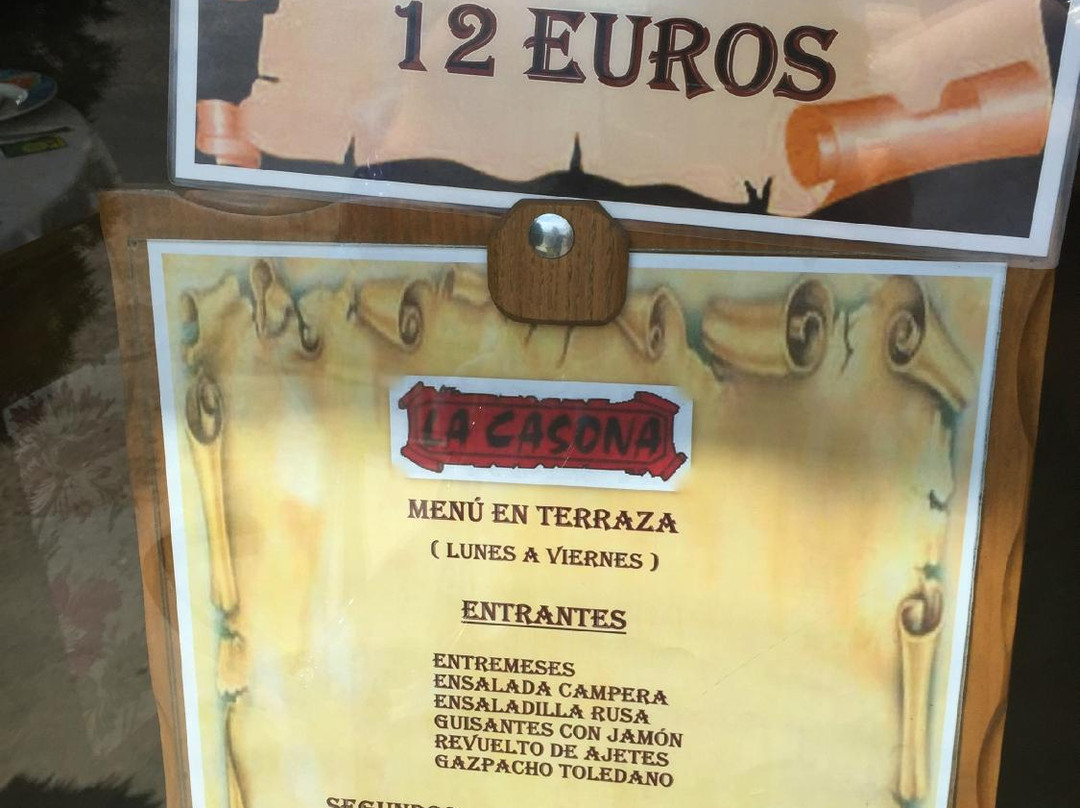 12 EUROS
LA CASONA
MENÚ EN TERRAZA
( LUNES A VIERNES )
ENTRANTES
ENTREMESES
ENSALADA CAMPERA
ENSALADILLA RUSA
GUISANTES CON JAMÓN
REVUELTO DE AJETES
GAZPACHO TOLEDANO